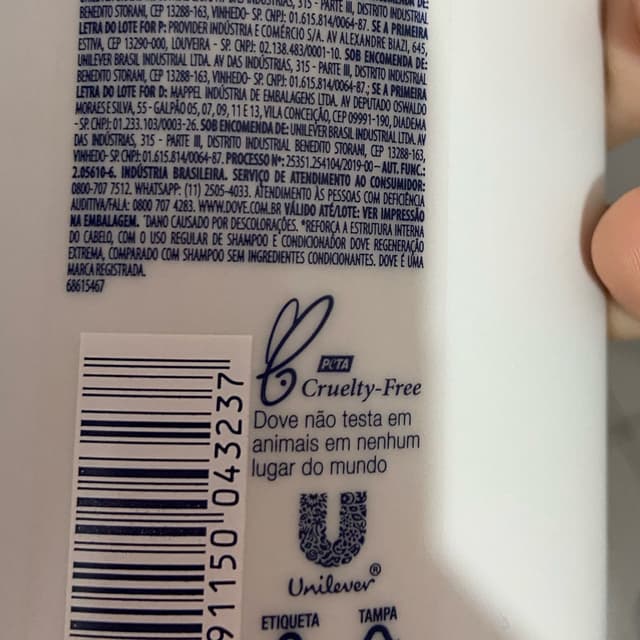 BENEDITO STORANI, CEP 13288-163, VINHEDO- SP. CNPJ: 01.615.814/0064-87. SE A PRIMEIRA
LETRA DO LOTE FOR P: PROVIDER INDÚSTRIA E COMÉRCIO S/A. AV ALEXANDRE BIAZI, 645,
ESTIVA, CEP 13290-000, LOUVEIRA - SP. CNPJ: 02.138.483/0001-10. SOB ENCOMENDA DE:
UNILEVER BRASIL INDUSTRIAL LTDA. AV DAS INDÚSTRIAS, 315 - PARTE III, DISTRITO INDUSTRIAL
BENEDITO STORANI, CEP 13288-163, VINHEDO- SP. CNPJ: 01.615.814/0064-87.; SE A PRIMEIRA
LETRA DO LOTE FOR D: MAPPEL INDÚSTRIA DE EMBALAGENS LTDA. AV DEPUTADO OSWALDO
MORAES E SILVA, 55 - GALPÃO 05, 07, 09, 11 E 13, VILA CONCEIÇÃO, CEP 09991-190, DIADEMA
- SP. CNPJ: 01.233.103/0003-26. SOB ENCOMENDA DE: UNILEVER BRASIL INDUSTRIAL LTDA. AV
DAS INDÚSTRIAS, 315 - PARTE III, DISTRITO INDUSTRIAL BENEDITO STORANI, CEP 13288-163,
VINHEDO- SP. CNPJ: 01.615.814/0064-87. PROCESSO Nº: 25351.254104/2019-00 – AUT. FUNC.:
2.05610-6. INDÚSTRIA BRASILEIRA. SERVIÇO DE ATENDIMENTO AO CONSUMIDOR:
0800-707 7512. WHATSAPP: (11) 2505-4033. ATENDIMENTO ÀS PESSOAS COM DEFICIÊNCIA
AUDITIVA/FALA: 0800 707 4283. WWW.DOVE.COM.BR VÁLIDO ATÉ/LOTE: VER IMPRESSÃO
NA EMBALAGEM. *DANO CAUSADO POR DESCOLORAÇÕES. *REFORÇA A ESTRUTURA INTERNA
DO CABELO, COM O USO REGULAR DE SHAMPOO E CONDICIONADOR DOVE REGENERAÇÃO
EXTREMA, COMPARADO COM SHAMPOO SEM INGREDIENTES CONDICIONANTES. DOVE É UMA
MARCA REGISTRADA.
68615467
PETA
Cruelty-Free
Dove não testa em
animais em nenhum
lugar do mundo
Unilever®
ETIQUETA TAMPA
91150 043237